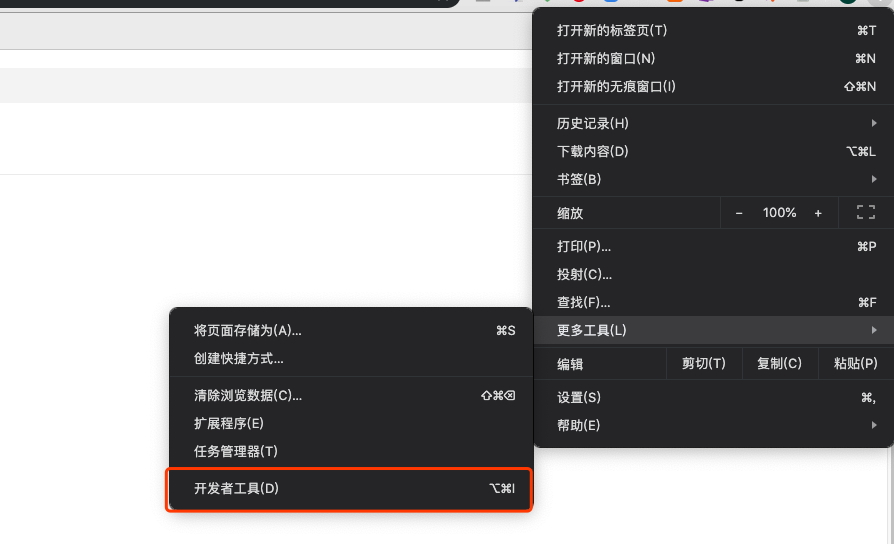 打开新的标签页(T) ⌘T
打开新的窗口(N) ⌘N
打开新的无痕窗口(I) ⇧⌘N
历史记录(H)
下载内容(D) ⌥⌘L
书签(B)
缩放 − 100% +
打印(P)... ⌘P
投射(C)...
查找(F)... ⌘F
更多工具(L)
编辑 剪切(T) 复制(C) 粘贴(P)
设置(S) ⌘,
帮助(E)
将页面存储为(A)... ⌘S
创建快捷方式...
清除浏览数据(C)... ⇧⌘⌫
扩展程序(E)
任务管理器(T)
开发者工具(D) ⌥⌘I